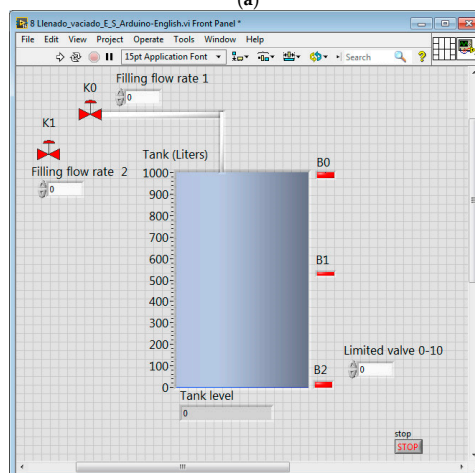 (a)
8 Llenado_vaciado_E_S_Arduino-English.vi Front Panel *
File Edit View Project Operate Tools Window Help
15pt Application Font Search ?
Filling flow rate 1
K0
0
K1
Filling flow rate 2
0
Tank (Liters)
1000
900
800
700
600
500
400
300
200
100
0
B0
B1
B2
Limited valve 0-10
0
Tank level
0
stop
STOP